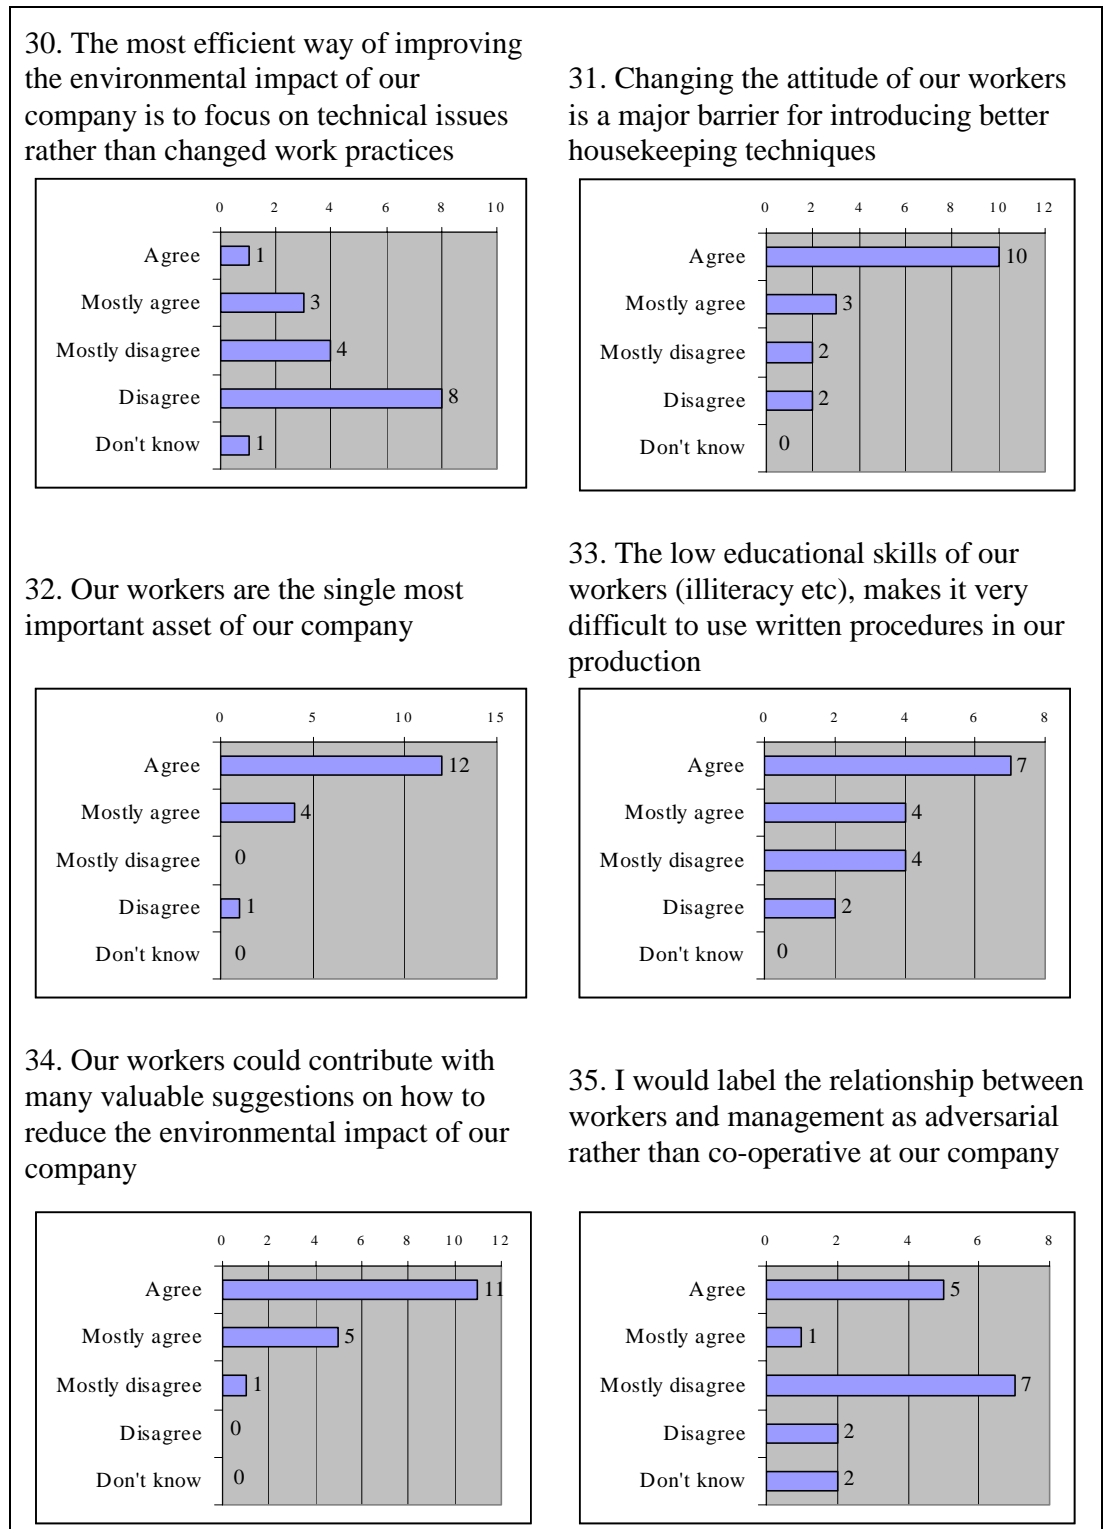 30. The most efficient way of improving
the environmental impact of our
company is to focus on technical issues
rather than changed work practices
0 2 4 6 8 10
Agree 1
Mostly agree 3
Mostly disagree 4
Disagree 8
Don't know 1
31. Changing the attitude of our workers
is a major barrier for introducing better
housekeeping techniques
0 2 4 6 8 10 12
Agree 10
Mostly agree 3
Mostly disagree 2
Disagree 2
Don't know 0
32. Our workers are the single most
important asset of our company
0 5 10 15
Agree 12
Mostly agree 4
Mostly disagree 0
Disagree 1
Don't know 0
33. The low educational skills of our
workers (illiteracy etc), makes it very
difficult to use written procedures in our
production
0 2 4 6 8
Agree 7
Mostly agree 4
Mostly disagree 4
Disagree 2
Don't know 0
34. Our workers could contribute with
many valuable suggestions on how to
reduce the environmental impact of our
company
0 2 4 6 8 10 12
Agree 11
Mostly agree 5
Mostly disagree 1
Disagree 0
Don't know 0
35. I would label the relationship between
workers and management as adversarial
rather than co-operative at our company
0 2 4 6 8
Agree 5
Mostly agree 1
Mostly disagree 7
Disagree 2
Don't know 2